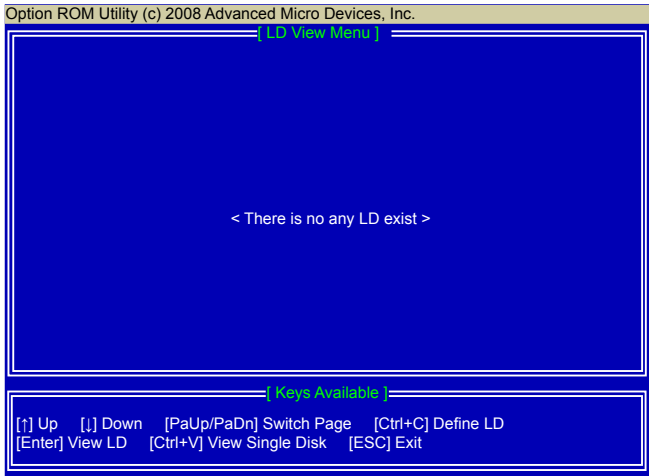 Option ROM Utility (c) 2008 Advanced Micro Devices, Inc.
[ LD View Menu ]
< There is no any LD exist >
[ Keys Available ]
[↑] Up [↓] Down [PaUp/PaDn] Switch Page [Ctrl+C] Define LD
[Enter] View LD [Ctrl+V] View Single Disk [ESC] Exit